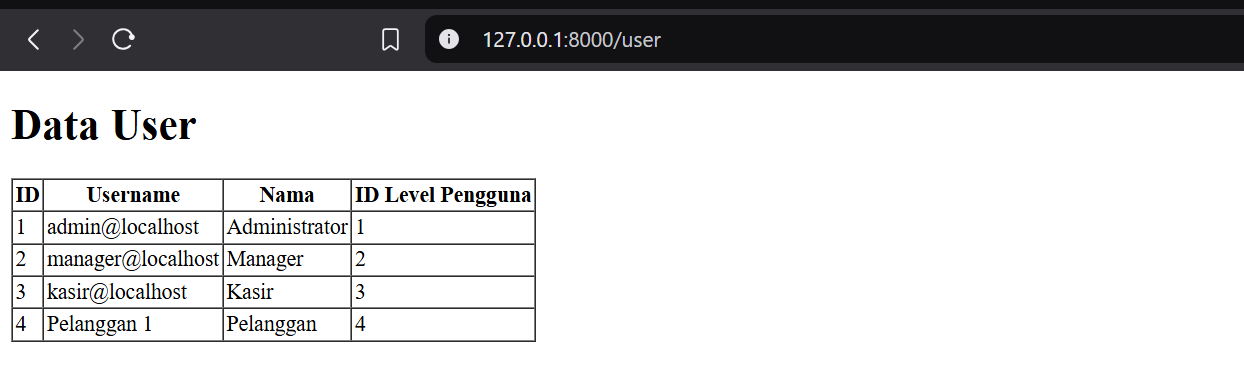 127.0.0.1:8000/user
Data User
ID Username Nama ID Level Pengguna
1 admin@localhost Administrator 1
2 manager@localhost Manager 2
3 kasir@localhost Kasir 3
4 Pelanggan 1 Pelanggan 4